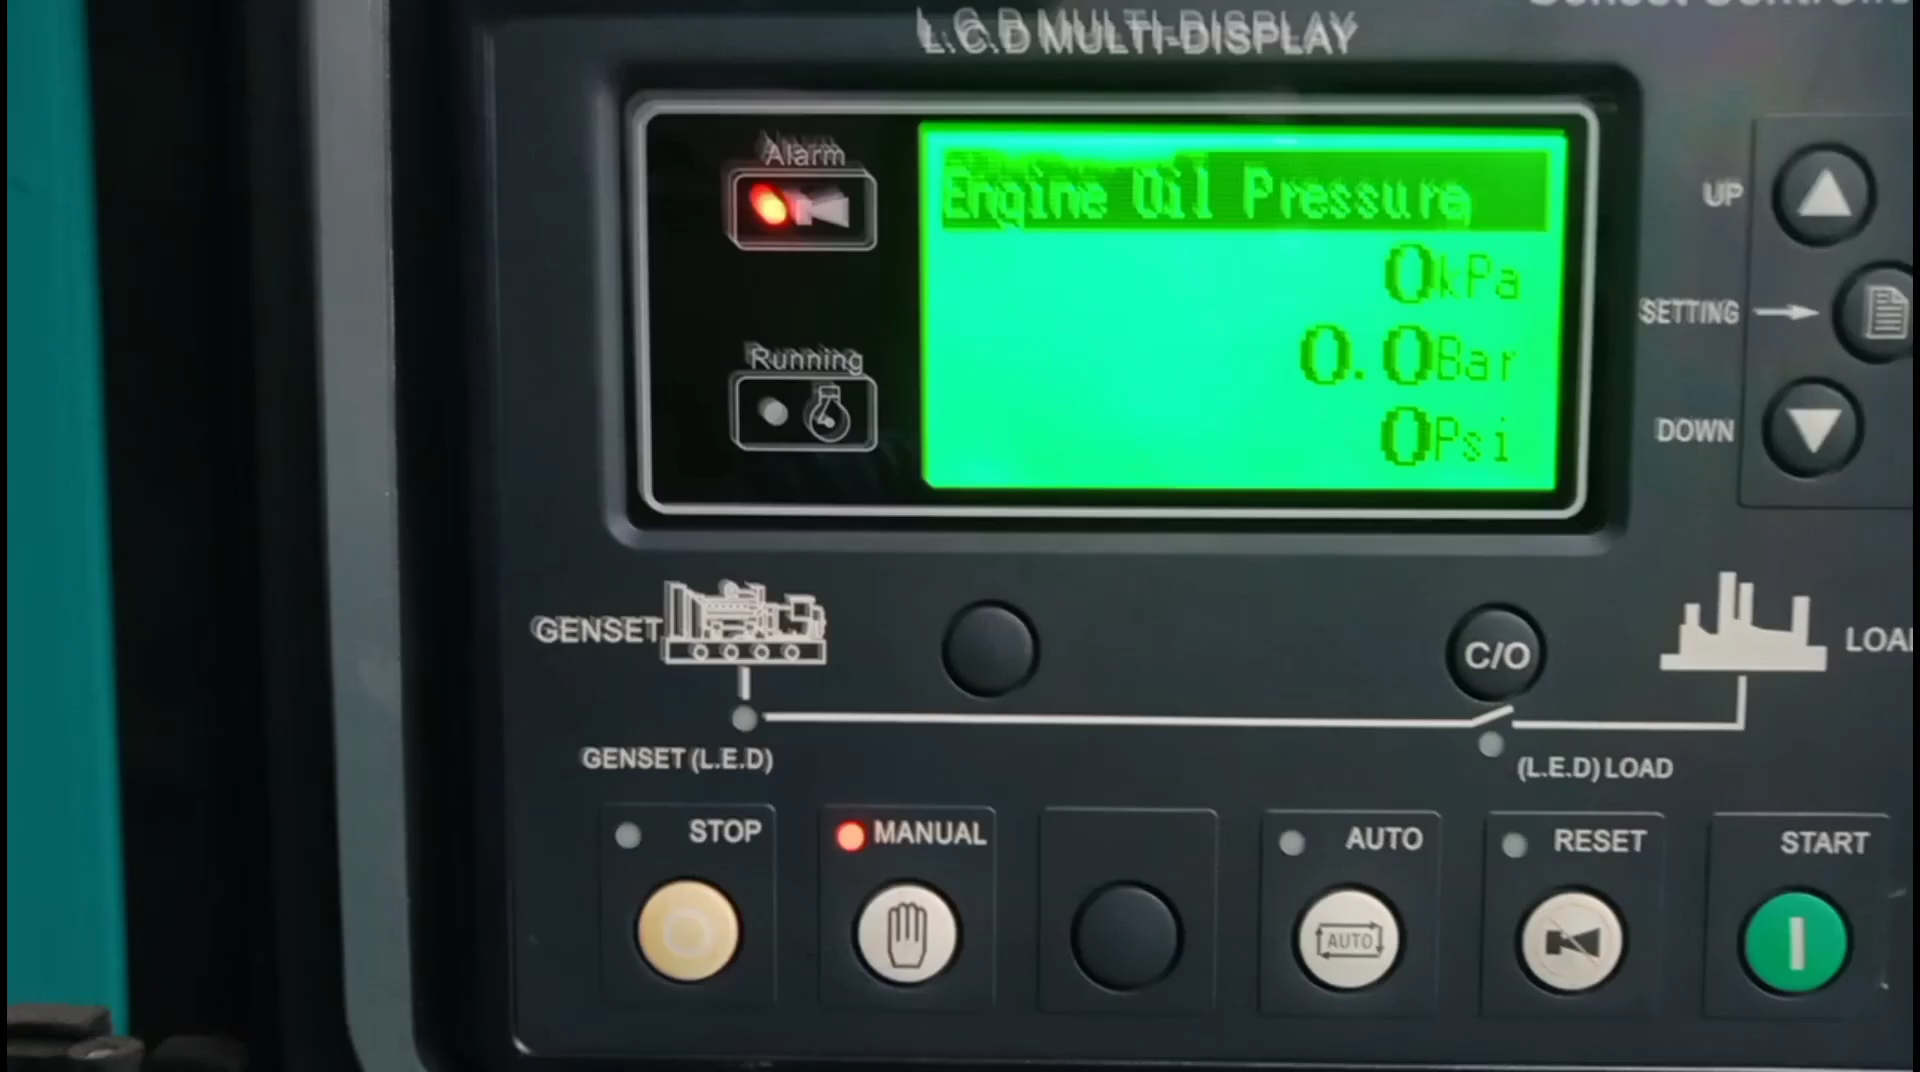 L.C.D MULTI-DISPLAY
Alarm
Engine Oil Pressure
0kPa
0.0Bar
0Psi
Running
UP
SETTING
DOWN
GENSET
C/O
GENSET (L.E.D)
(L.E.D) LOAD
STOP
MANUAL
AUTO
RESET
START
AUTO